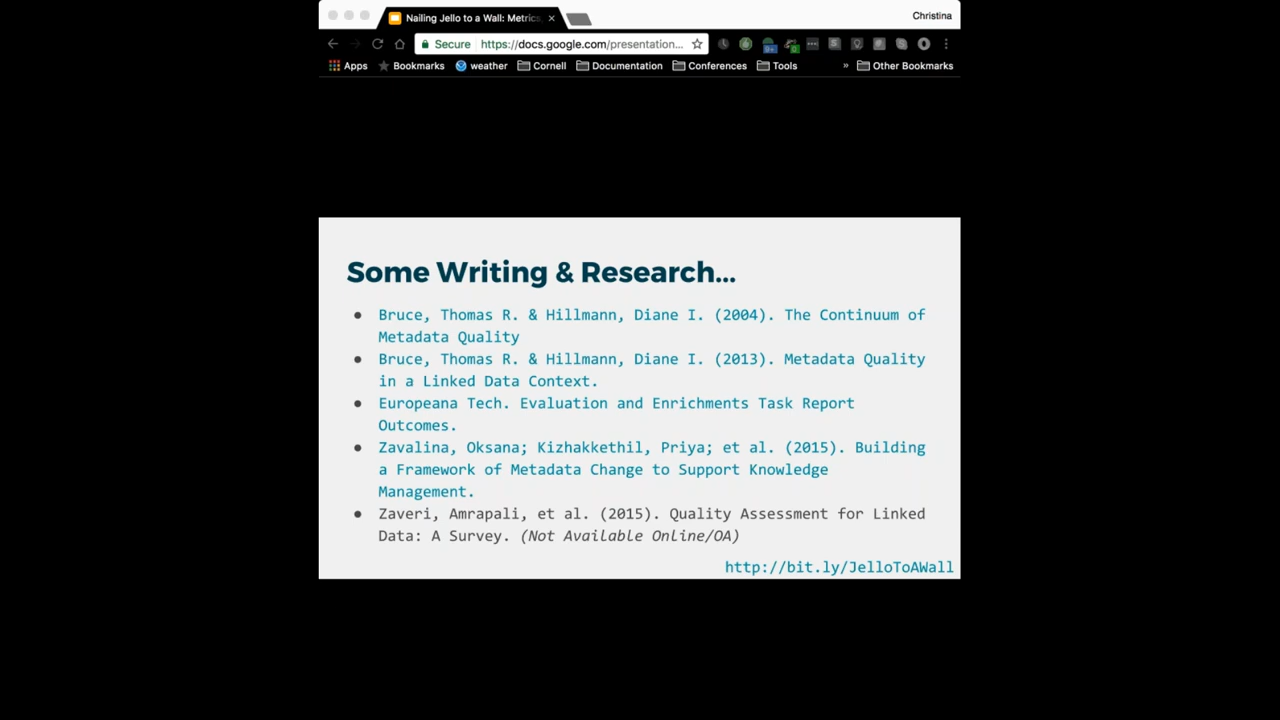 Nailing Jello to a Wall: Metrics,
Christina
Secure https://docs.google.com/presentation...
Apps Bookmarks weather Cornell Documentation Conferences Tools » Other Bookmarks
Some Writing & Research...
● Bruce, Thomas R. & Hillmann, Diane I. (2004). The Continuum of
Metadata Quality
● Bruce, Thomas R. & Hillmann, Diane I. (2013). Metadata Quality
in a Linked Data Context.
● Europeana Tech. Evaluation and Enrichments Task Report
Outcomes.
● Zavalina, Oksana; Kizhakkethil, Priya; et al. (2015). Building
a Framework of Metadata Change to Support Knowledge
Management.
● Zaveri, Amrapali, et al. (2015). Quality Assessment for Linked
Data: A Survey. (Not Available Online/OA)
http://bit.ly/JelloToAWall